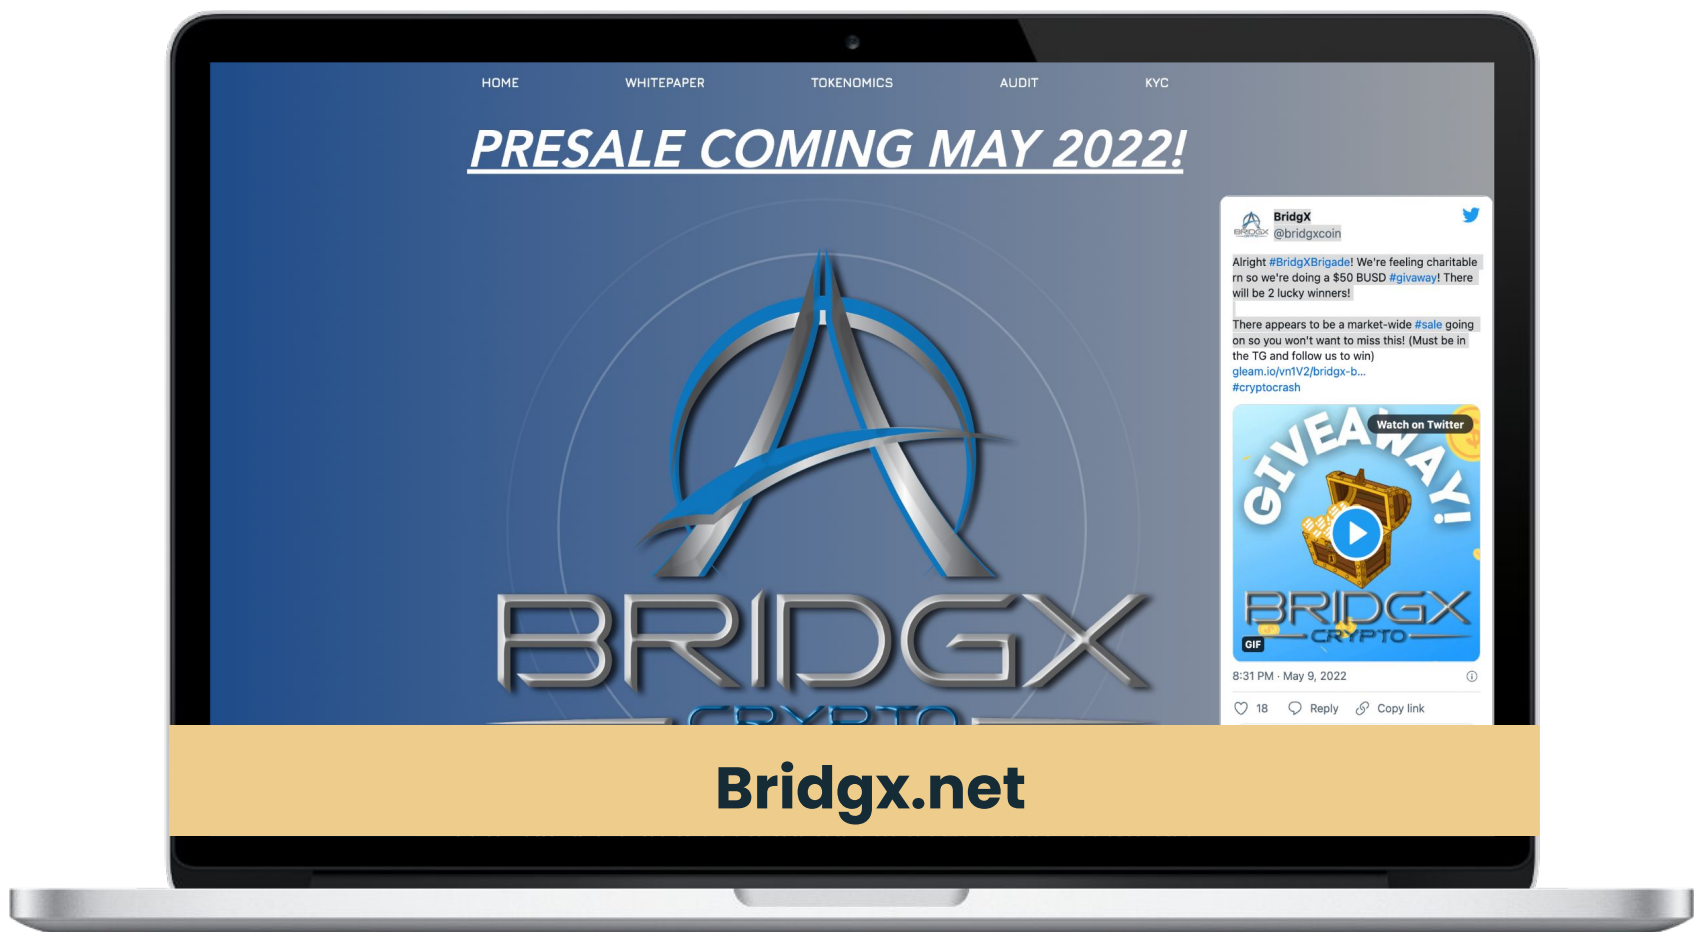 HOME WHITEPAPER TOKENOMICS AUDIT KYC
PRESALE COMING MAY 2022!
BRIDGX
CRYPTO
BridgX
@bridgxcoin
BRIDGX
Alright #BridgXBrigade! We're feeling charitable
rn so we're doing a $50 BUSD #givaway! There
will be 2 lucky winners!
There appears to be a market-wide #sale going
on so you won't want to miss this! (Must be in
the TG and follow us to win)
gleam.io/vn1V2/bridgx-b...
#cryptocrash
Watch on Twitter
GIVEAWAY!
BRIDGX
CRYPTO
GIF
8:31 PM · May 9, 2022
18 Reply Copy link
Bridgx.net